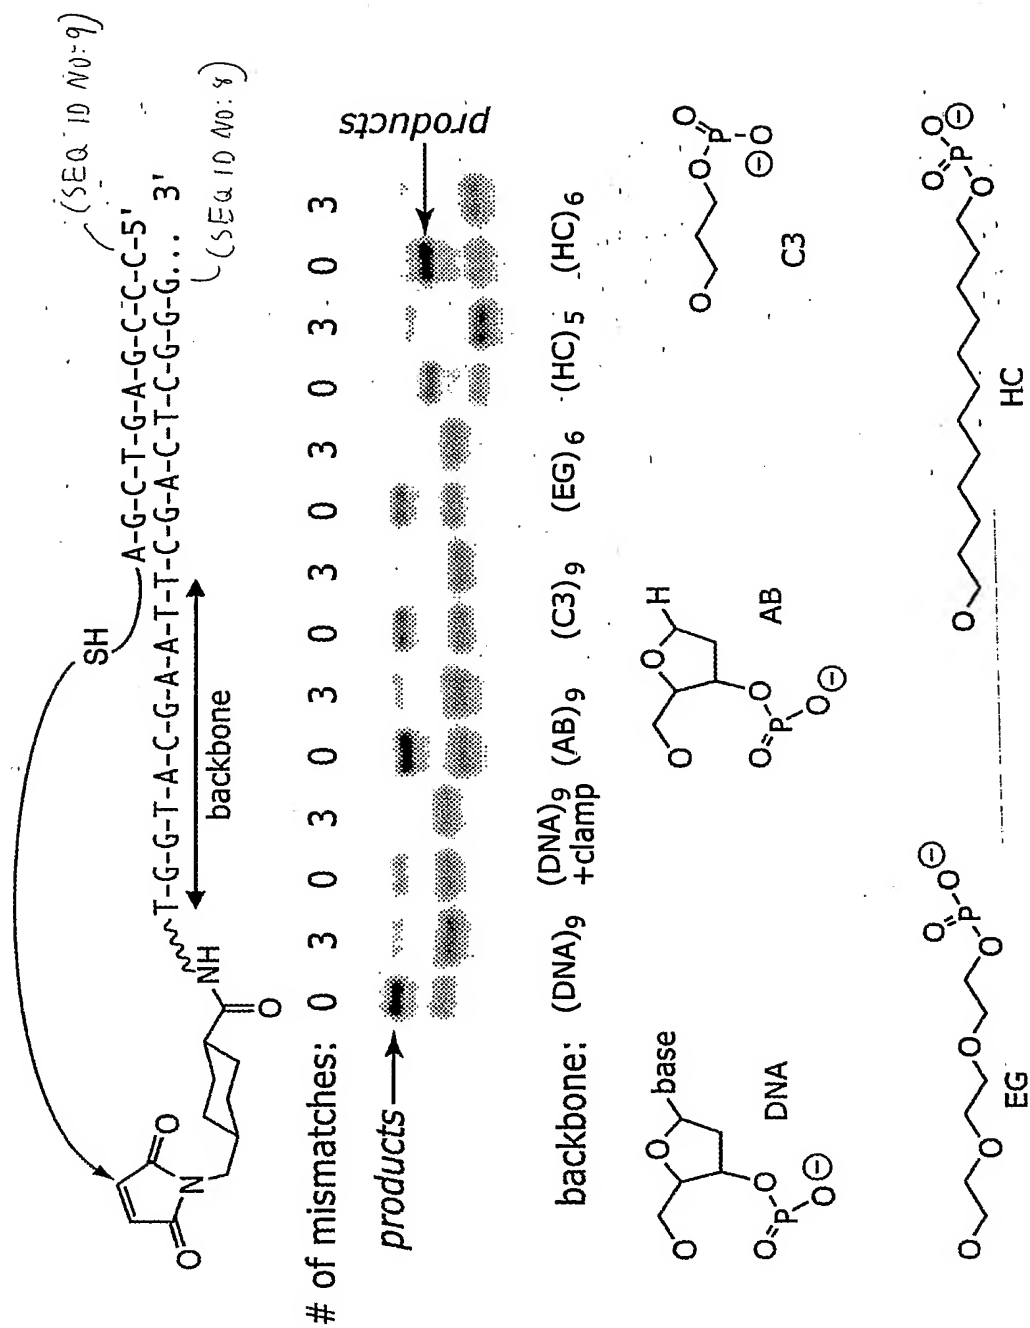 (SEQ ID NO:9)
SH
A-G-C-T-G-A-G-C-C-C-5'
T-G-G-T-A-C-G-A-A-T-T-C-G-A-C-T-C-G-G-G... 3'
(SEQ ID NO:8)
backbone
NH
O
O
N
O
# of mismatches: 0 3 0 3 0 3 0 3 0 3 0 3 0 3
products
products
backbone: (DNA)9 (DNA)9 +clamp (AB)9 (C3)9 (EG)6 (HC)5 (HC)6
O O base
O
O=P
O⊖
DNA
O O H
O
O=P
O⊖
AB
O O O
P=O
⊖O
C3
O O O O
O=P-O⊖
EG
O O
O=P-O⊖
HC